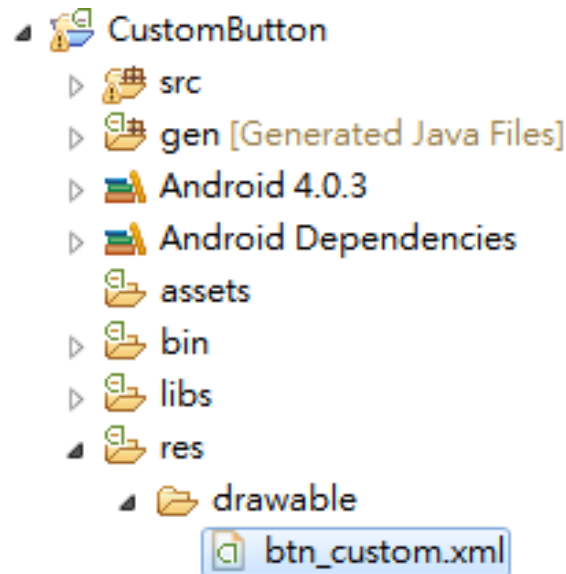 CustomButton
src
gen [Generated Java Files]
Android 4.0.3
Android Dependencies
assets
bin
libs
res
drawable
btn_custom.xml